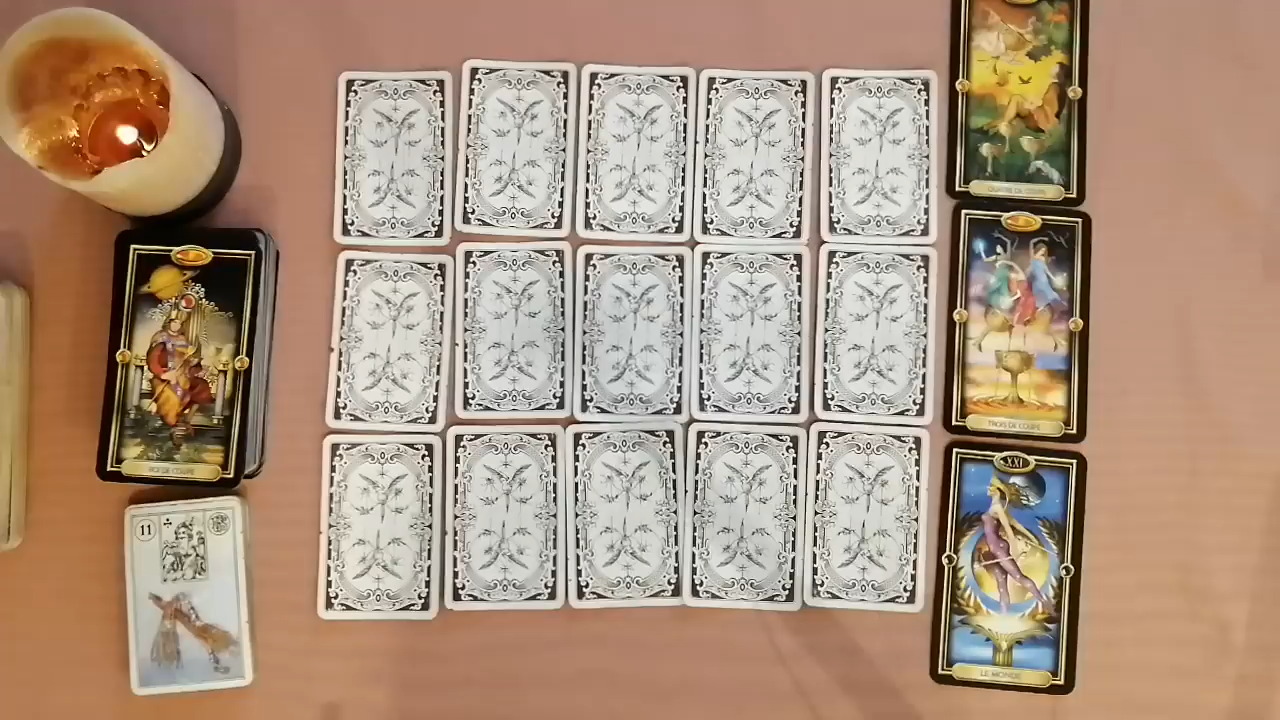 QUATRE DE COUPE
TROIS DE COUPE
ROI DE COUPE
11
XXI
LE MONDE